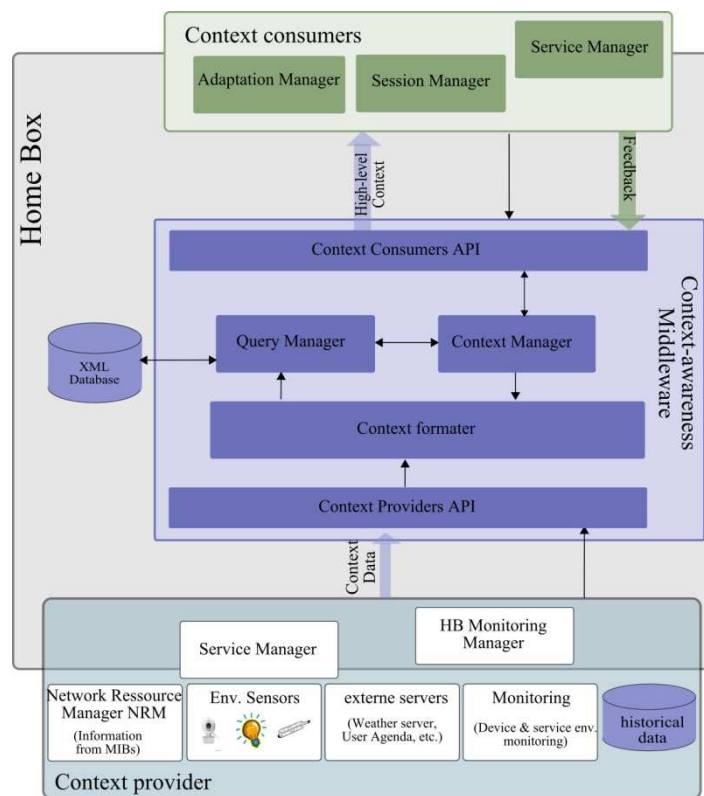 Context consumers
Service Manager
Adaptation Manager
Session Manager
Home Box
High-level
Context
Feedback
Context Consumers API
Context-awareness
Middleware
Query Manager
Context Manager
XML
Database
Context formater
Context Providers API
Context
Data
Service Manager
HB Monitoring
Manager
Network Ressource
Manager NRM
(Information
from MIBs)
Env. Sensors
externe servers
(Weather server,
User Agenda, etc.)
Monitoring
(Device & service env.
monitoring)
historical
data
Context provider